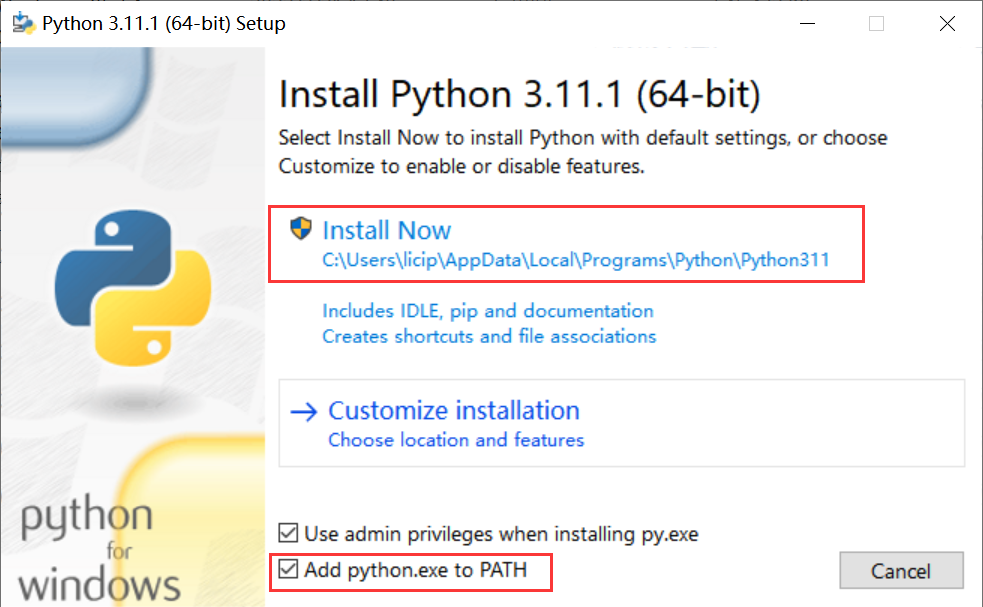 Python 3.11.1 (64-bit) Setup
Install Python 3.11.1 (64-bit)
Select Install Now to install Python with default settings, or choose
Customize to enable or disable features.
Install Now
C:\Users\licip\AppData\Local\Programs\Python\Python311
Includes IDLE, pip and documentation
Creates shortcuts and file associations
Customize installation
Choose location and features
python
for
windows
Use admin privileges when installing py.exe
Add python.exe to PATH
Cancel